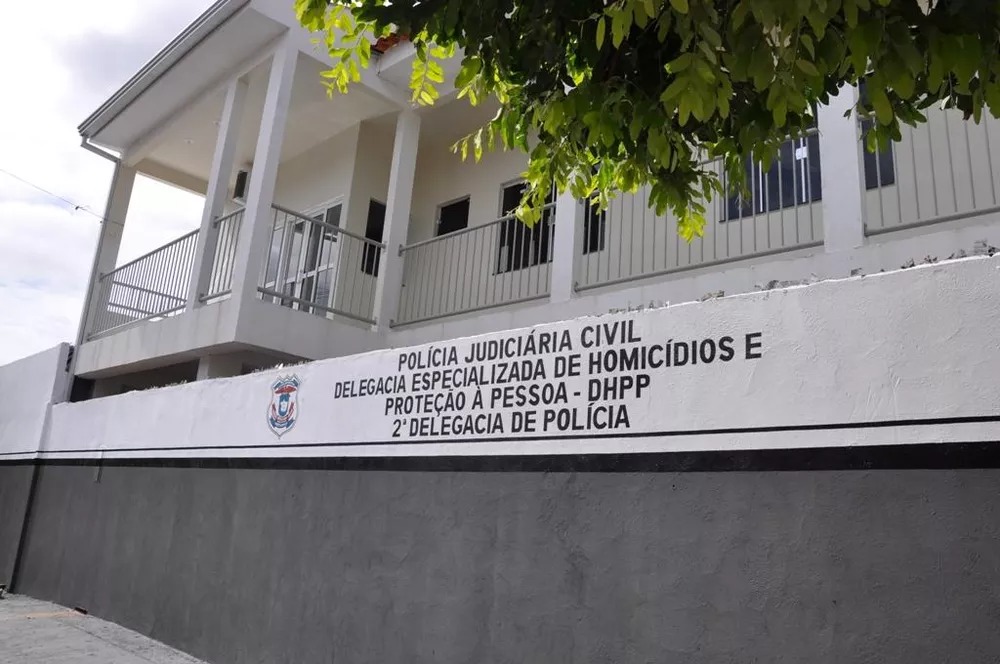 POLÍCIA JUDICIÁRIA CIVIL
DELEGACIA ESPECIALIZADA DE HOMICÍDIOS E
PROTEÇÃO À PESSOA - DHPP
2ª DELEGACIA DE POLÍCIA